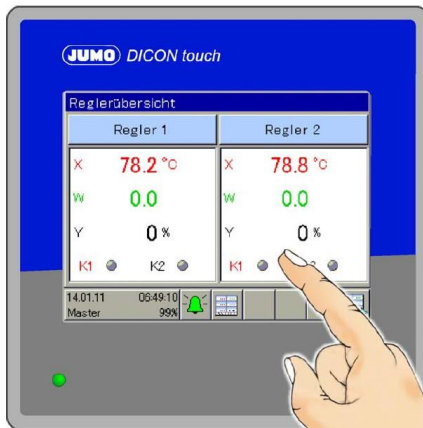 JUMO DICON touch
Reglerübersicht
Regler 1 Regler 2
X 78.2 °C X 78.8 °C
W 0.0 W 0.0
Y 0 % Y 0 %
K1 K2 K1
14.01.11 06:49:10
Master 99%